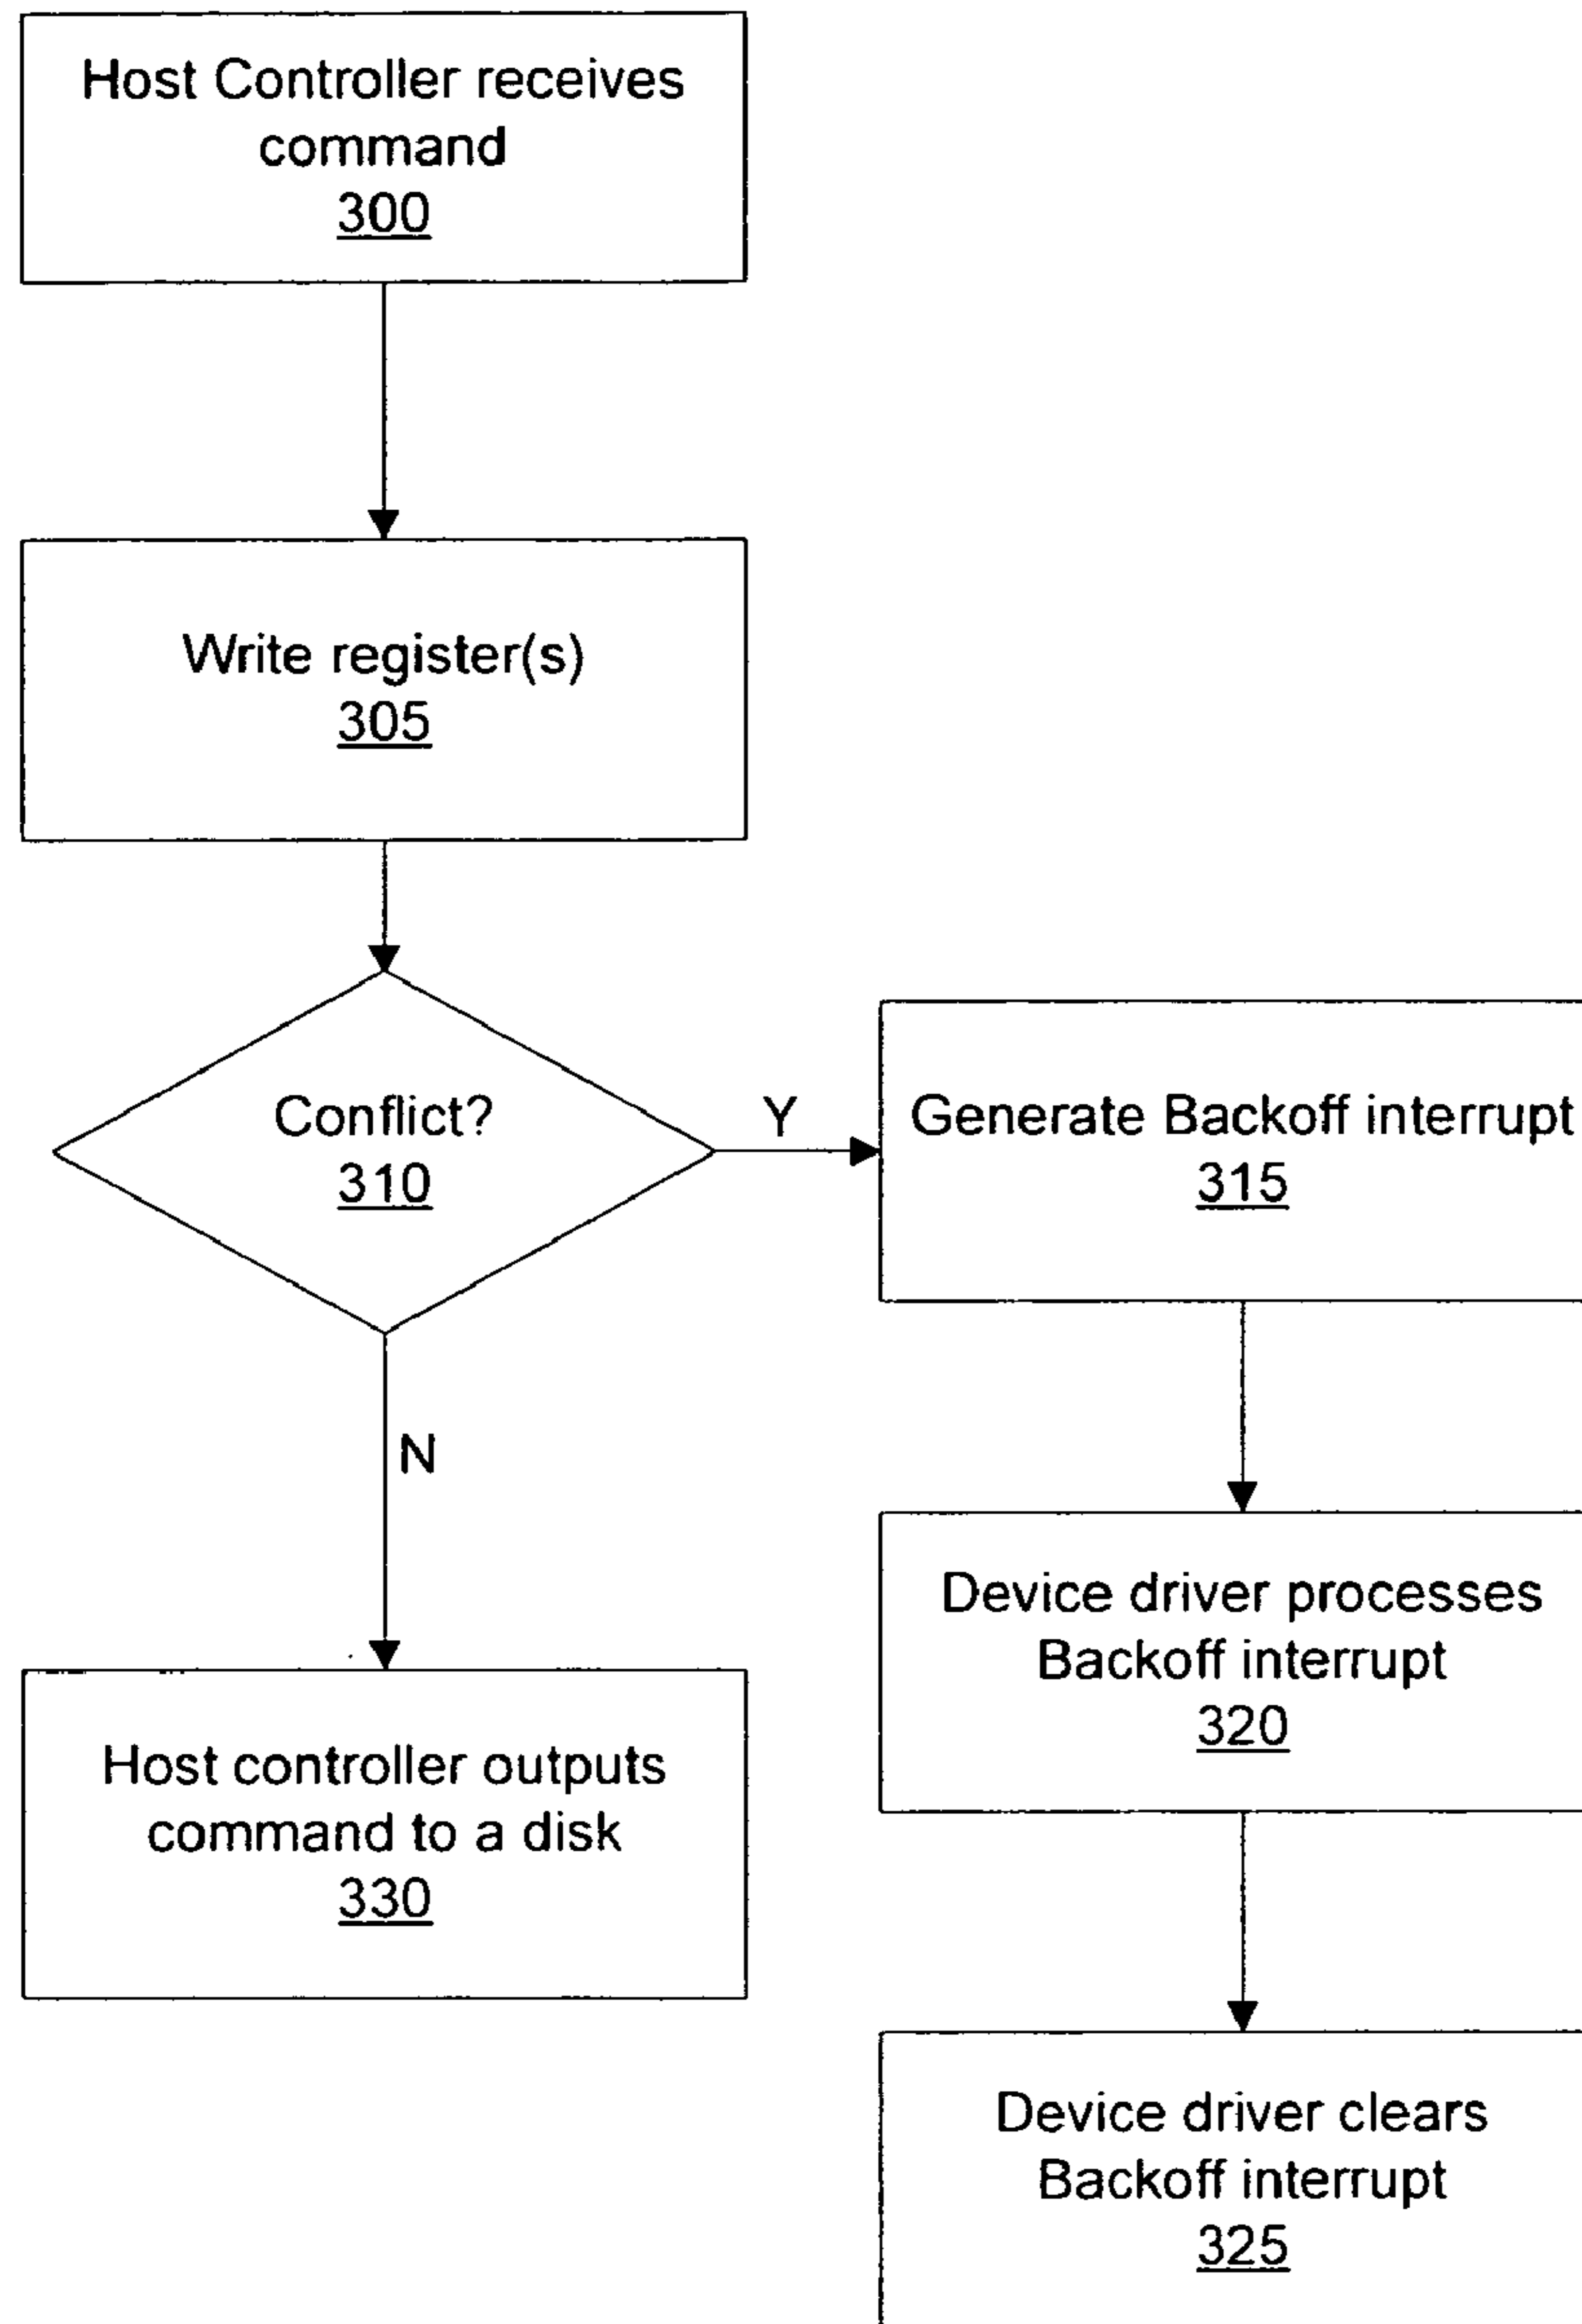 Host Controller receives
command
300
Write register(s)
305
Conflict?
310
Y
Generate Backoff interrupt
315
N
Device driver processes
Backoff interrupt
320
Host controller outputs
command to a disk
330
Device driver clears
Backoff interrupt
325